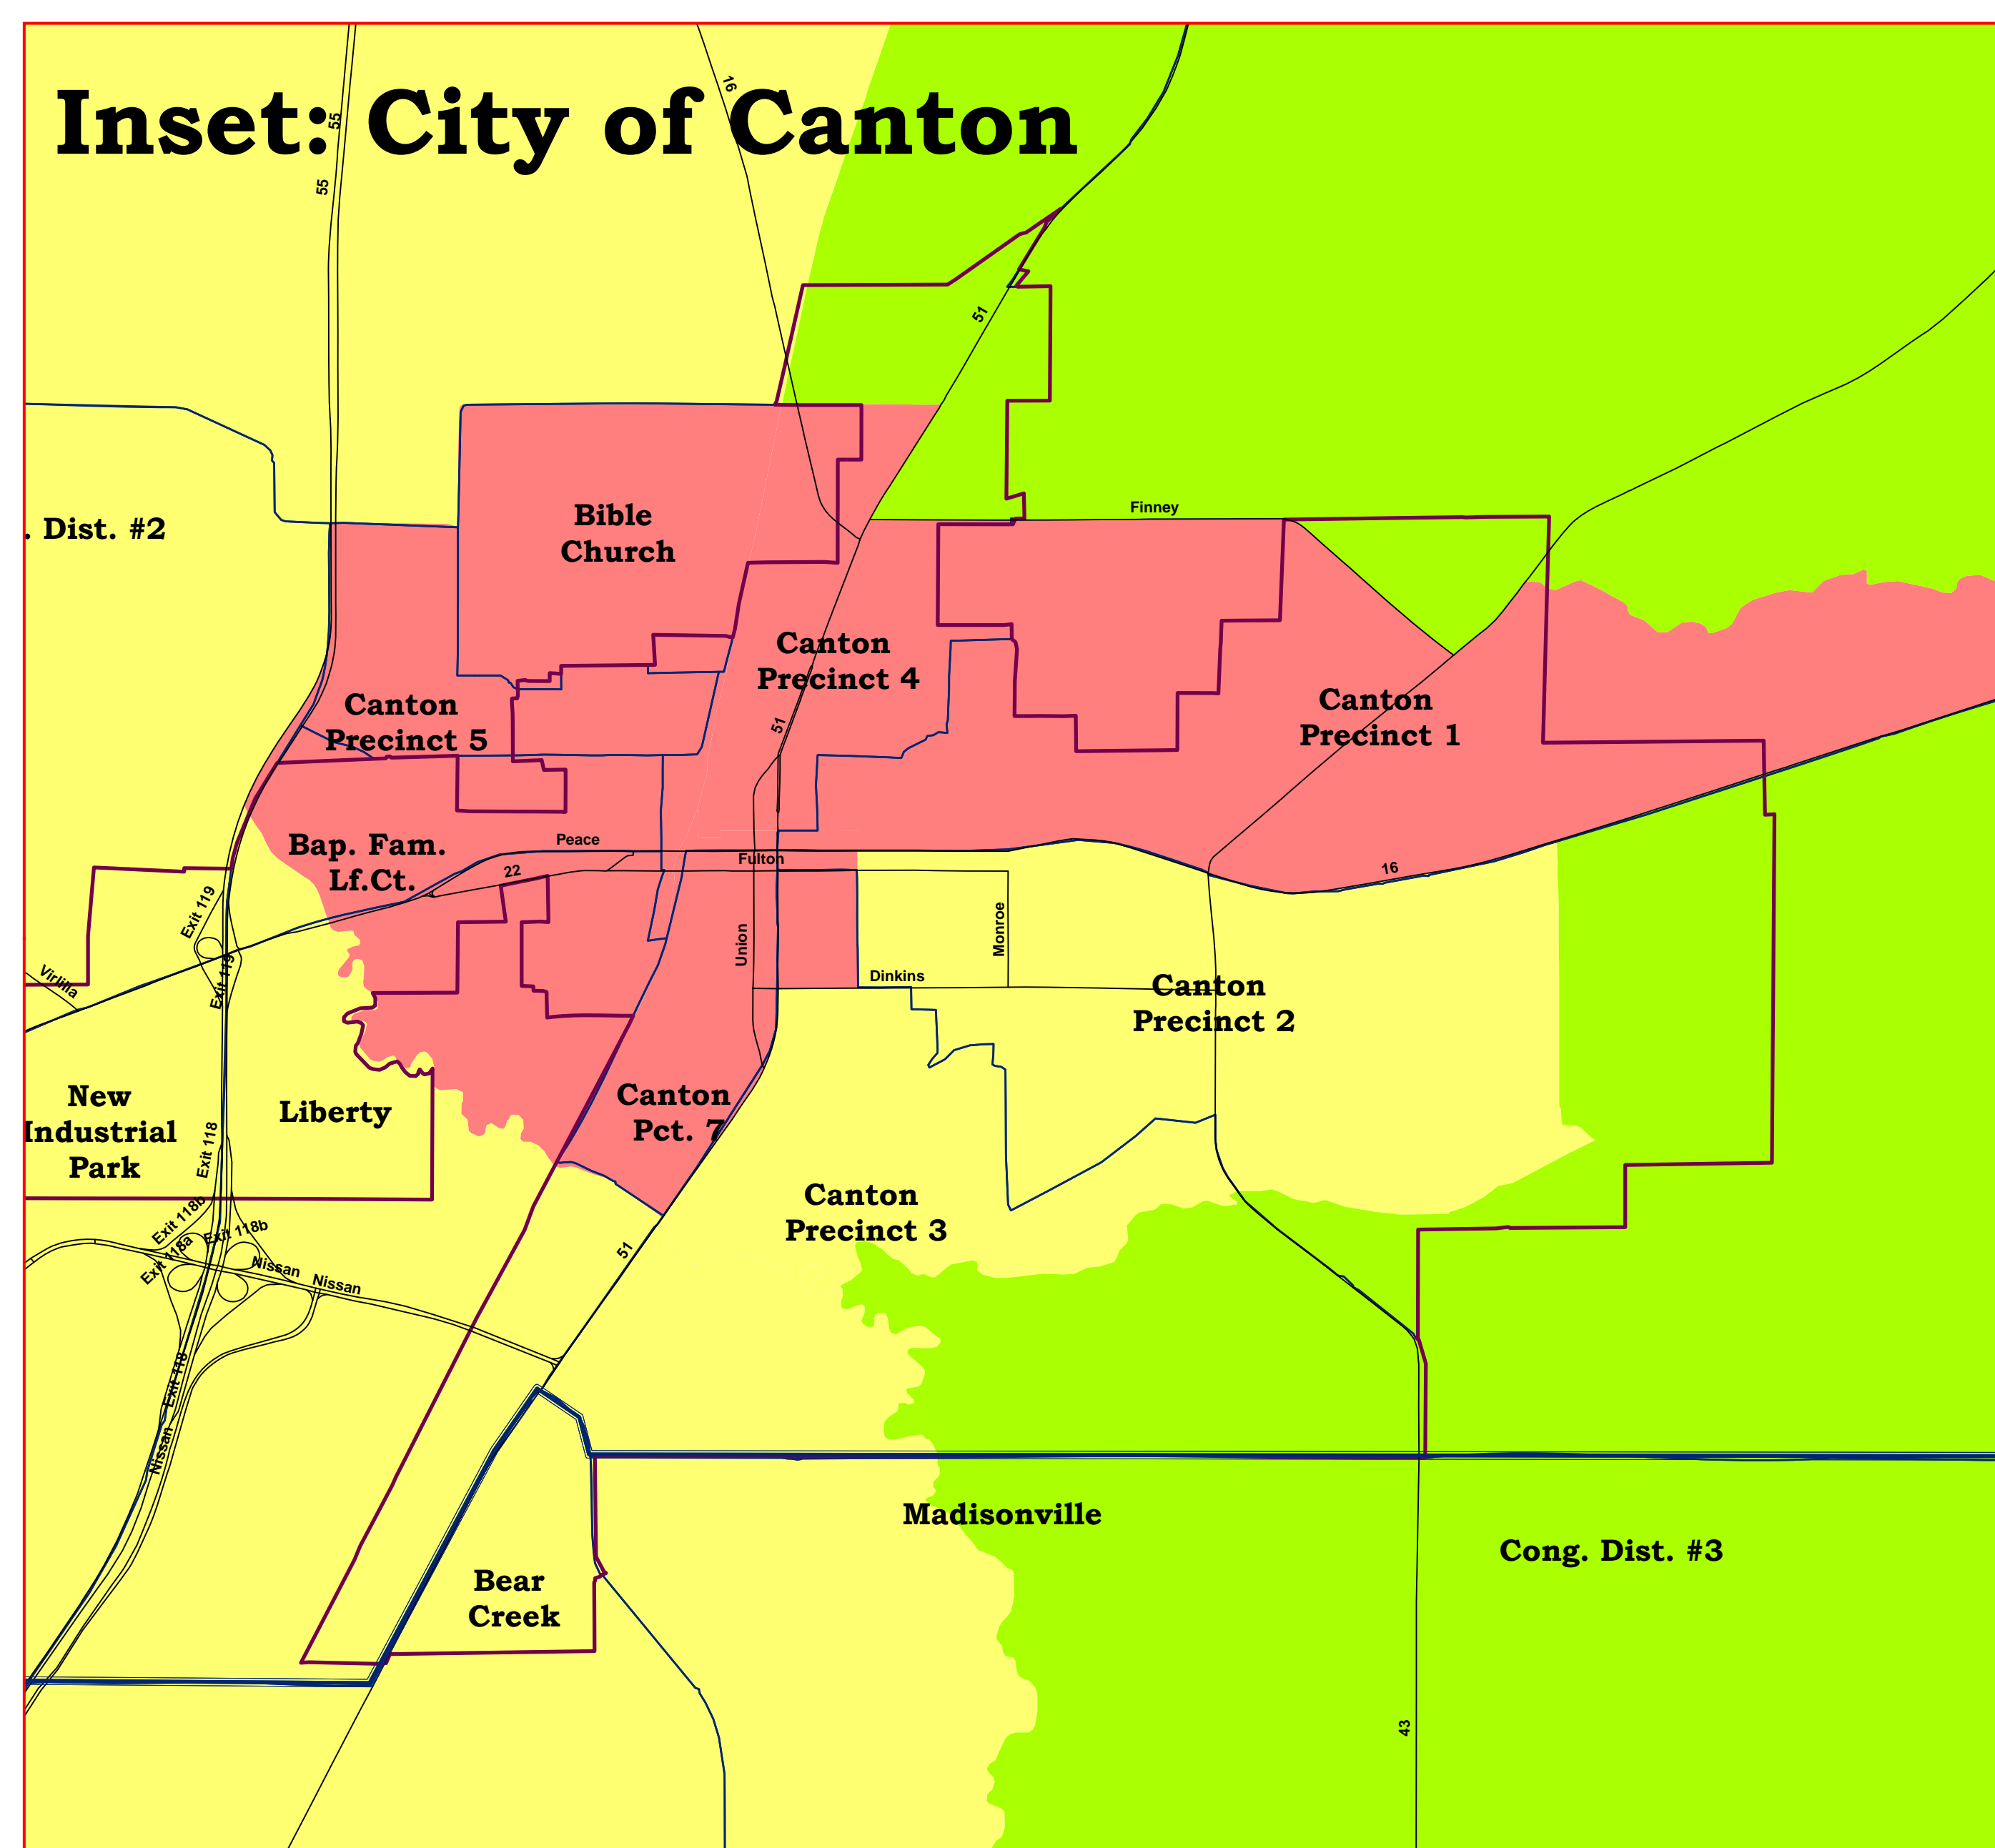 Inset: City of Canton
16
55
55
51
Finney
. Dist. #2
Bible
Church
Canton
Precinct 4
Canton
Precinct 5
Canton
Precinct 1
51
Bap. Fam.
Lf.Ct.
Peace
Fulton
22
16
Exit 119
Union
Monroe
Virlilia
Exit 119
Dinkins
Canton
Precinct 2
New
Industrial
Park
Liberty
Canton
Pct. 7
Exit 118
Canton
Precinct 3
Exit 118b
Exit 118b
Exit 118a
51
Nissan
Nissan
Exit 118
Nissan
Madisonville
Cong. Dist. #3
Bear
Creek
43